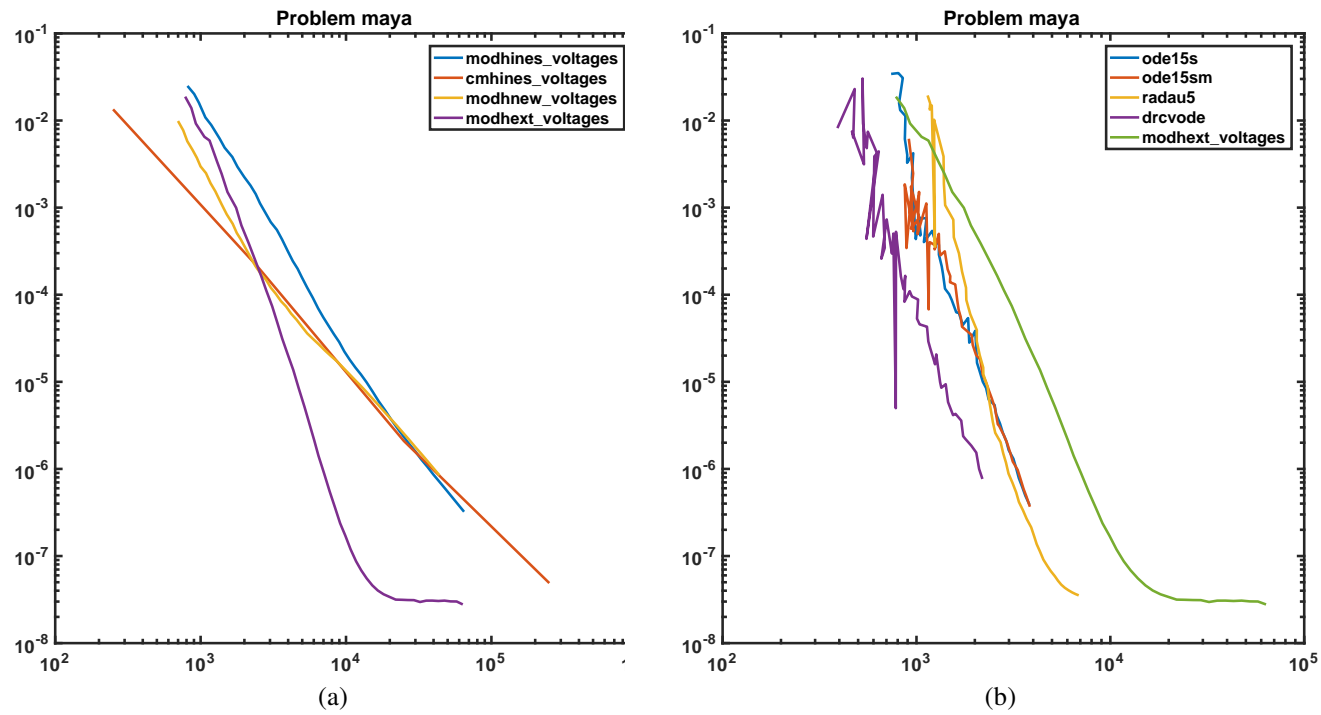 Problem maya
10^-1
10^-2
10^-3
10^-4
10^-5
10^-6
10^-7
10^-8
10^2
10^3
10^4
10^5
modhines_voltages
cmhines_voltages
modhnew_voltages
modhext_voltages
(a)
Problem maya
10^-1
10^-2
10^-3
10^-4
10^-5
10^-6
10^-7
10^-8
10^2
10^3
10^4
10^5
ode15s
ode15sm
radau5
drcvode
modhext_voltages
(b)